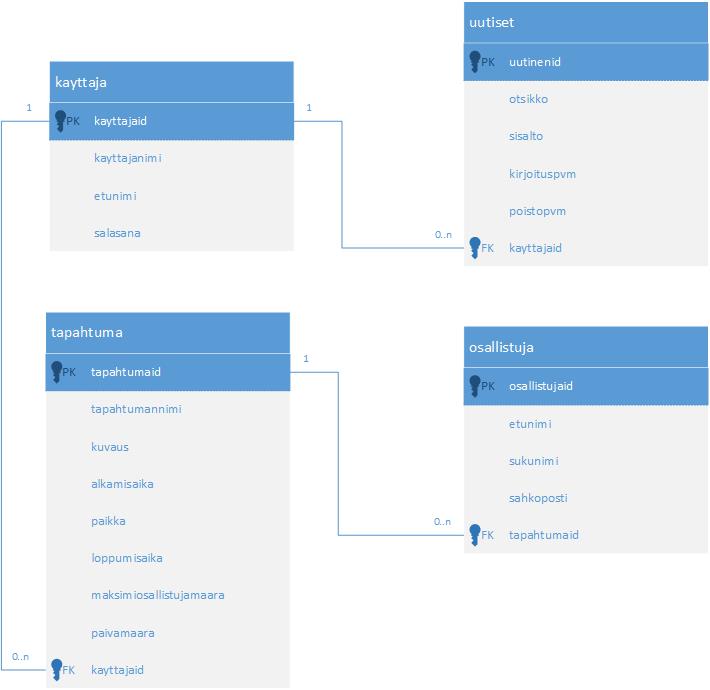 uutiset
PK uutinenid
otsikko
sisalto
kirjoituspvm
poistopvm
FK kayttajaid
kayttaja
PK kayttajaid
kayttajanimi
etunimi
salasana
1
1
0..n
tapahtuma
PK tapahtumaid
tapahtumannimi
kuvaus
alkamisaika
paikka
loppumisaika
maksimiosallistujamaara
paivamaara
FK kayttajaid
0..n
1
0..n
osallistuja
PK osallistujaid
etunimi
sukunimi
sahkoposti
FK tapahtumaid